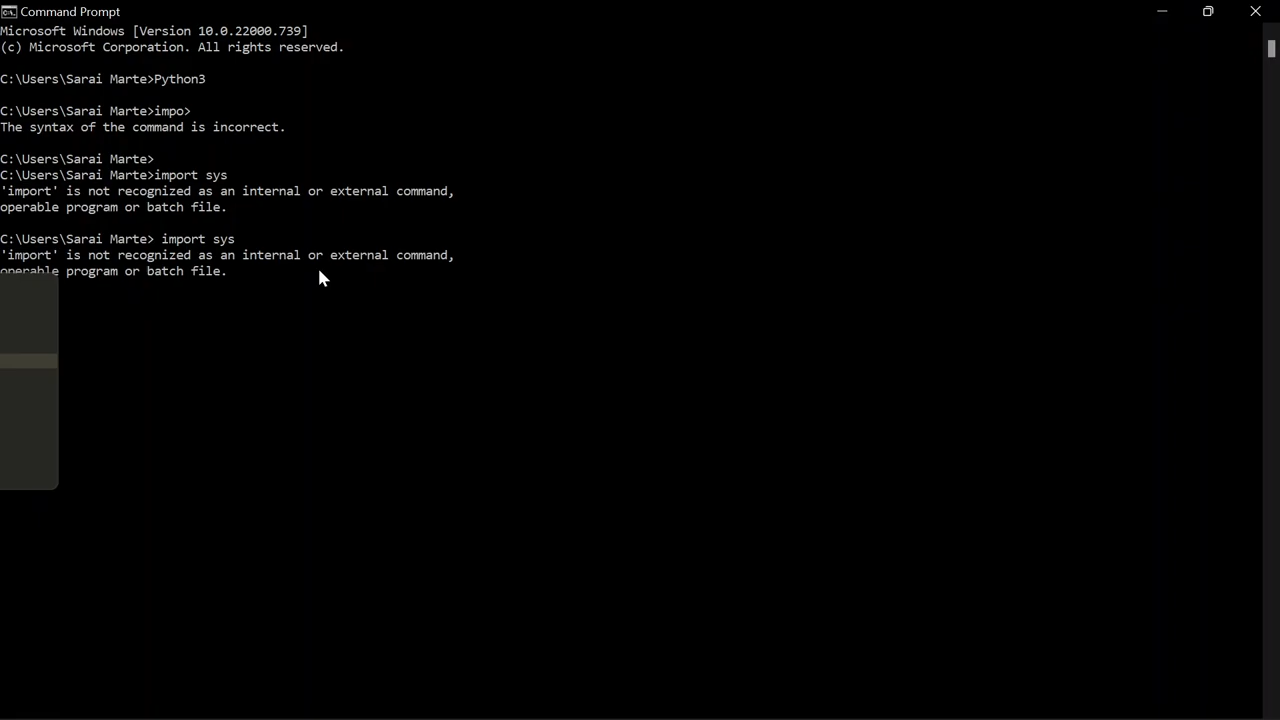 Command Prompt
Microsoft Windows [Version 10.0.22000.739]
(c) Microsoft Corporation. All rights reserved.
C:\Users\Sarai Marte>Python3
C:\Users\Sarai Marte>impo>
The syntax of the command is incorrect.
C:\Users\Sarai Marte>
C:\Users\Sarai Marte>import sys
'import' is not recognized as an internal or external command,
operable program or batch file.
C:\Users\Sarai Marte> import sys
'import' is not recognized as an internal or external command,
operable program or batch file.